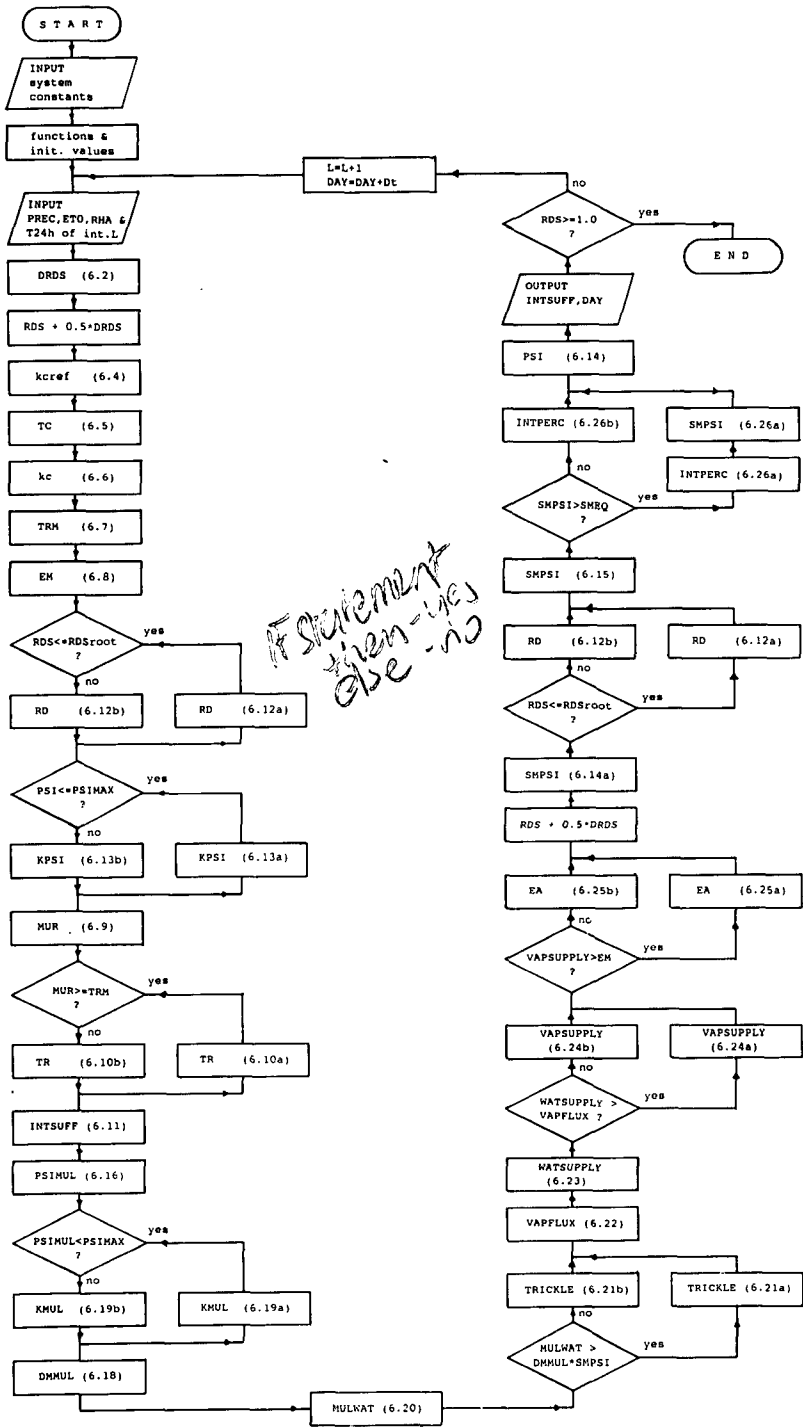 S T A R T
INPUT
system
constants
functions &
init. values
L=L+1
DAY=DAY+Dt
INPUT
PREC,ETO,RHA &
T24h of int.L
DRDS (6.2)
RDS + 0.5*DRDS
kcref (6.4)
TC (6.5)
kc (6.6)
TRM (6.7)
EM (6.8)
RDS<=RDSroot
?
yes
no
RD (6.12b)
RD (6.12a)
PSI<=PSIMAX
?
yes
no
KPSI (6.13b)
KPSI (6.13a)
MUR (6.9)
MUR>=TRM
?
yes
no
TR (6.10b)
TR (6.10a)
INTSUFF (6.11)
PSIMUL (6.16)
PSIMUL<PSIMAX
?
yes
no
KMUL (6.19b)
KMUL (6.19a)
DMMUL (6.18)
MULWAT (6.20)
MULWAT >
DMMUL*SMPSI
?
yes
no
TRICKLE (6.21b)
TRICKLE (6.21a)
VAPFLUX (6.22)
WATSUPPLY
(6.23)
WATSUPPLY >
VAPFLUX ?
yes
no
VAPSUPPLY
(6.24b)
VAPSUPPLY
(6.24a)
VAPSUPPLY>EM
?
yes
no
EA (6.25b)
EA (6.25a)
RDS + 0.5*DRDS
SMPSI (6.14a)
RDS<=RDSroot
?
yes
no
RD (6.12b)
RD (6.12a)
SMPSI (6.15)
SMPSI>SMEQ
?
yes
no
INTPERC (6.26b)
INTPERC (6.26a)
SMPSI (6.26a)
PSI (6.14)
OUTPUT
INTSUFF,DAY
RDS>=1.0
?
no
yes
E N D
IF statement
then-yes
else-no